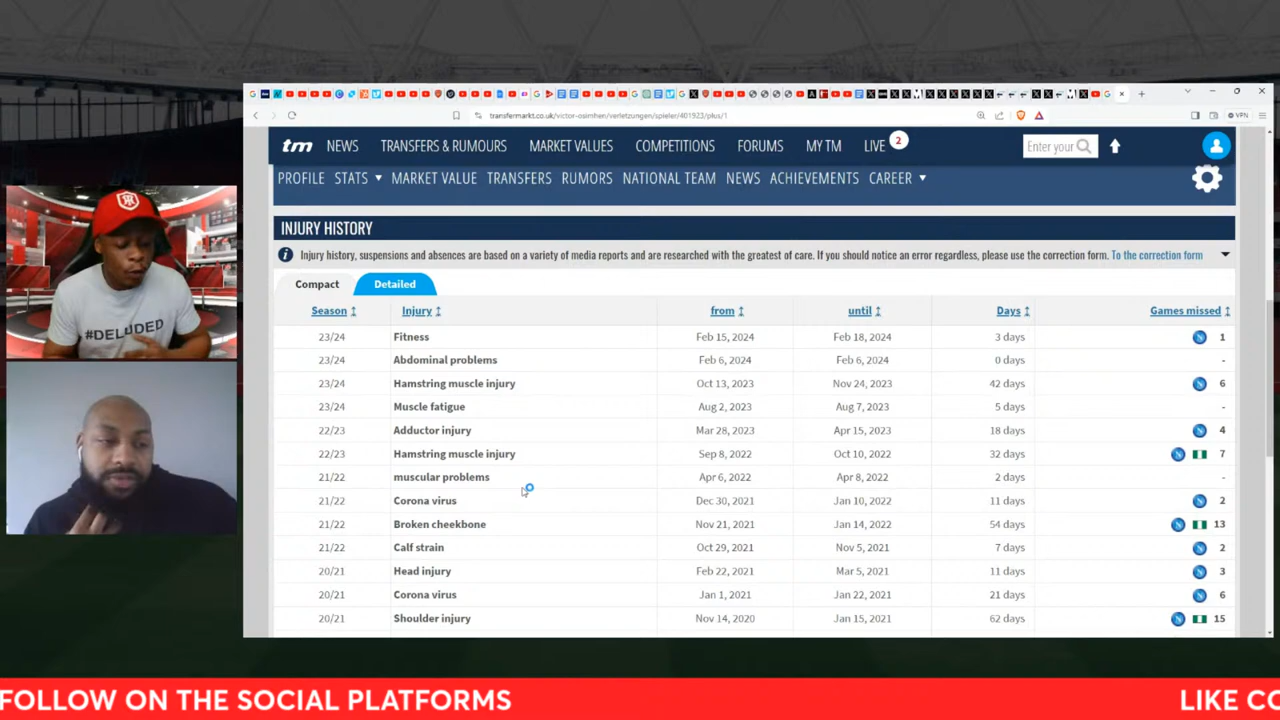 transfermarkt.co.uk/victor-osimhen/verletzungen/spieler/401923/plus/1
VPN
tm NEWS TRANSFERS & RUMOURS MARKET VALUES COMPETITIONS FORUMS MY TM LIVE 2 Enter your
PROFILE STATS MARKET VALUE TRANSFERS RUMORS NATIONAL TEAM NEWS ACHIEVEMENTS CAREER
INJURY HISTORY
Injury history, suspensions and absences are based on a variety of media reports and are researched with the greatest of care. If you should notice an error regardless, please use the correction form. To the correction form
Compact Detailed
Season Injury from until Days Games missed
23/24 Fitness Feb 15, 2024 Feb 18, 2024 3 days 1
23/24 Abdominal problems Feb 6, 2024 Feb 6, 2024 0 days -
23/24 Hamstring muscle injury Oct 13, 2023 Nov 24, 2023 42 days 6
23/24 Muscle fatigue Aug 2, 2023 Aug 7, 2023 5 days -
22/23 Adductor injury Mar 28, 2023 Apr 15, 2023 18 days 4
22/23 Hamstring muscle injury Sep 8, 2022 Oct 10, 2022 32 days 7
21/22 muscular problems Apr 6, 2022 Apr 8, 2022 2 days -
21/22 Corona virus Dec 30, 2021 Jan 10, 2022 11 days 2
21/22 Broken cheekbone Nov 21, 2021 Jan 14, 2022 54 days 13
21/22 Calf strain Oct 29, 2021 Nov 5, 2021 7 days 2
20/21 Head injury Feb 22, 2021 Mar 5, 2021 11 days 3
20/21 Corona virus Jan 1, 2021 Jan 22, 2021 21 days 6
20/21 Shoulder injury Nov 14, 2020 Jan 15, 2021 62 days 15
#DELUDED
FOLLOW ON THE SOCIAL PLATFORMS LIKE CO